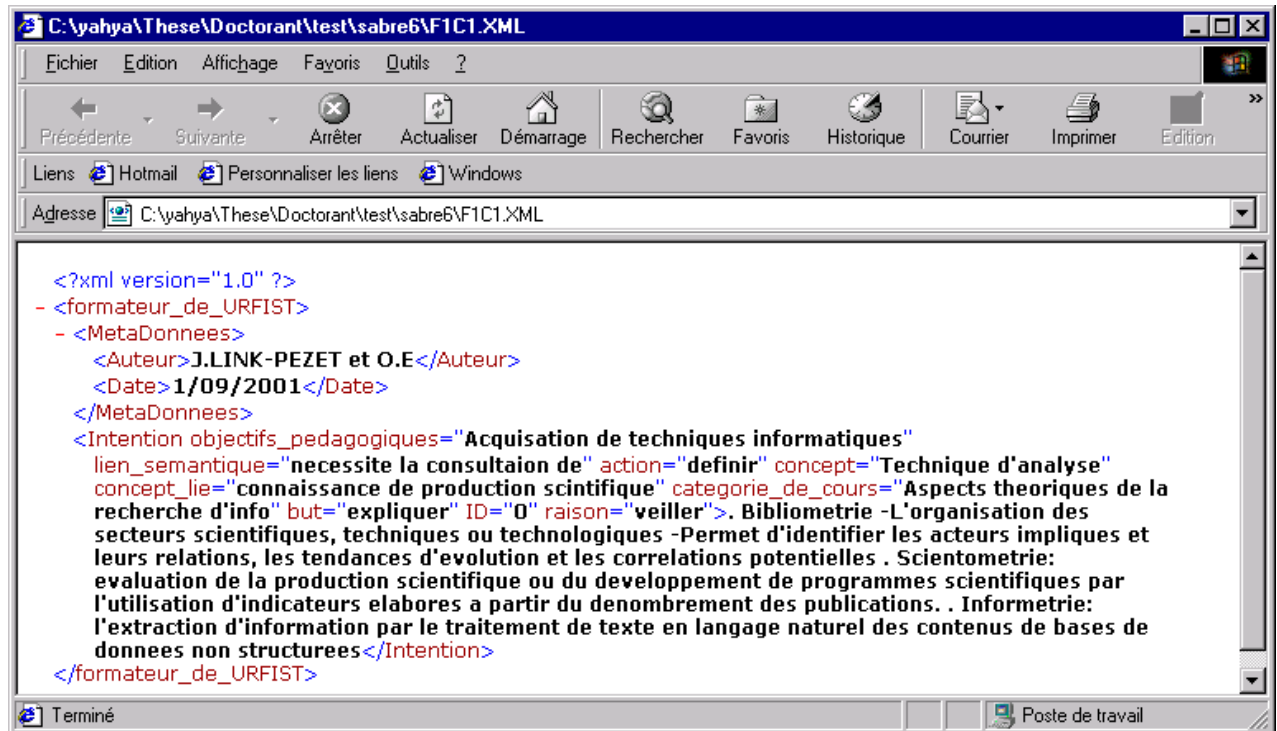 C:\yahya\These\Doctorant\test\sabre6\F1C1.XML
Fichier Edition Affichage Favoris Outils ?
Précédente Suivante Arrêter Actualiser Démarrage Rechercher Favoris Historique Courrier Imprimer Edition »
Liens Hotmail Personnaliser les liens Windows
Adresse C:\yahya\These\Doctorant\test\sabre6\F1C1.XML
<?xml version="1.0" ?>
- <formateur_de_URFIST>
- <MetaDonnees>
<Auteur>J.LINK-PEZET et O.E</Auteur>
<Date>1/09/2001</Date>
</MetaDonnees>
<Intention objectifs_pedagogiques="Acquisation de techniques informatiques"
lien_semantique="necessite la consultaion de" action="definir" concept="Technique d'analyse"
concept_lie="connaissance de production scintifique" categorie_de_cours="Aspects theoriques de la
recherche d'info" but="expliquer" ID="0" raison="veiller">. Bibliometrie -L'organisation des
secteurs scientifiques, techniques ou technologiques -Permet d'identifier les acteurs impliques et
leurs relations, les tendances d'evolution et les correlations potentielles . Scientometrie:
evaluation de la production scientifique ou du developpement de programmes scientifiques par
l'utilisation d'indicateurs elabores a partir du denombrement des publications. . Informetrie:
l'extraction d'information par le traitement de texte en langage naturel des contenus de bases de
donnees non structurees</Intention>
</formateur_de_URFIST>
Terminé Poste de travail